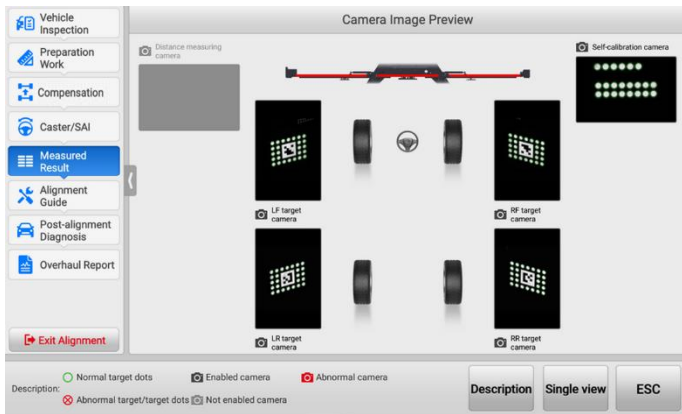 Vehicle
Inspection
Preparation
Work
Compensation
Caster/SAI
Measured
Result
Alignment
Guide
Post-alignment
Diagnosis
Overhaul Report
Exit Alignment
Camera Image Preview
Distance measuring
camera
Self-calibration camera
LF target
camera
RF target
camera
LR target
camera
RR target
camera
Description:
Normal target dots
Enabled camera
Abnormal camera
Abnormal target/target dots
Not enabled camera
Description
Single view
ESC